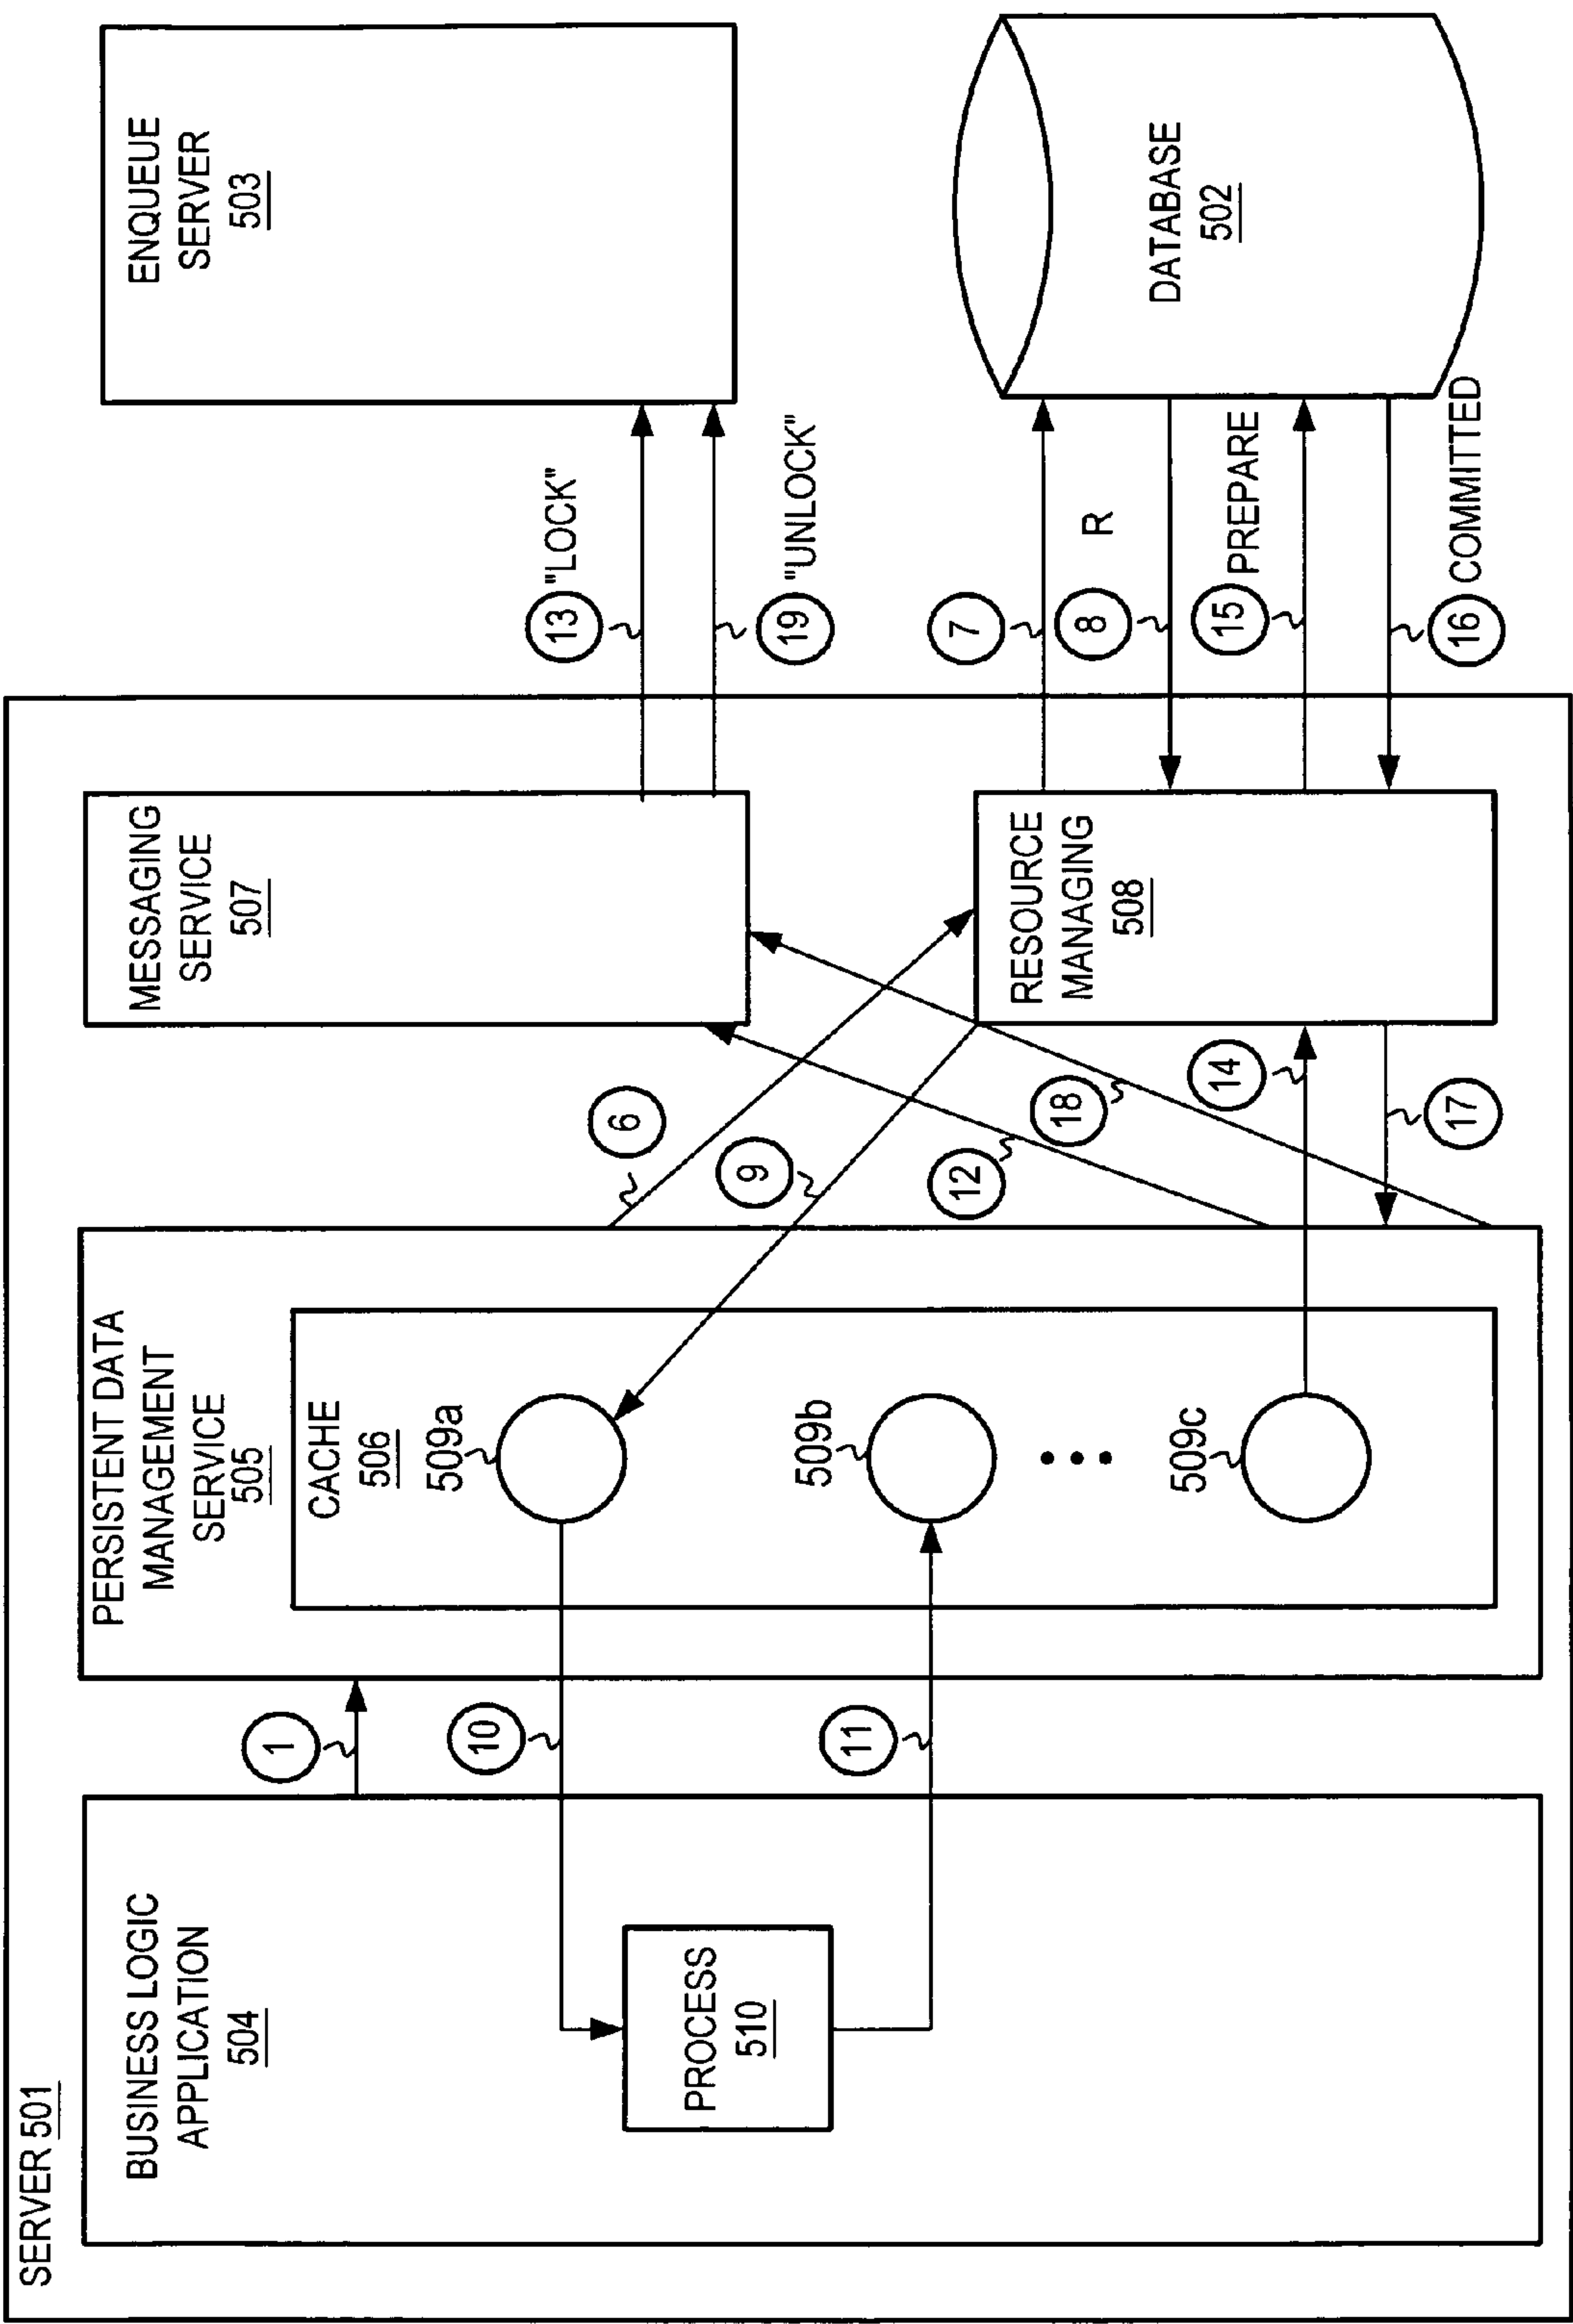 SERVER 501
BUSINESS LOGIC
APPLICATION
504
PROCESS
510
1
10
11
PERSISTENT DATA
MANAGEMENT
SERVICE
505
CACHE
506
509a
509b
509c
6
9
12
18
14
17
MESSAGING
SERVICE
507
RESOURCE
MANAGING
508
13 "LOCK"
19 "UNLOCK"
7
8 R
15 PREPARE
16 COMMITTED
ENQUEUE
SERVER
503
DATABASE
502